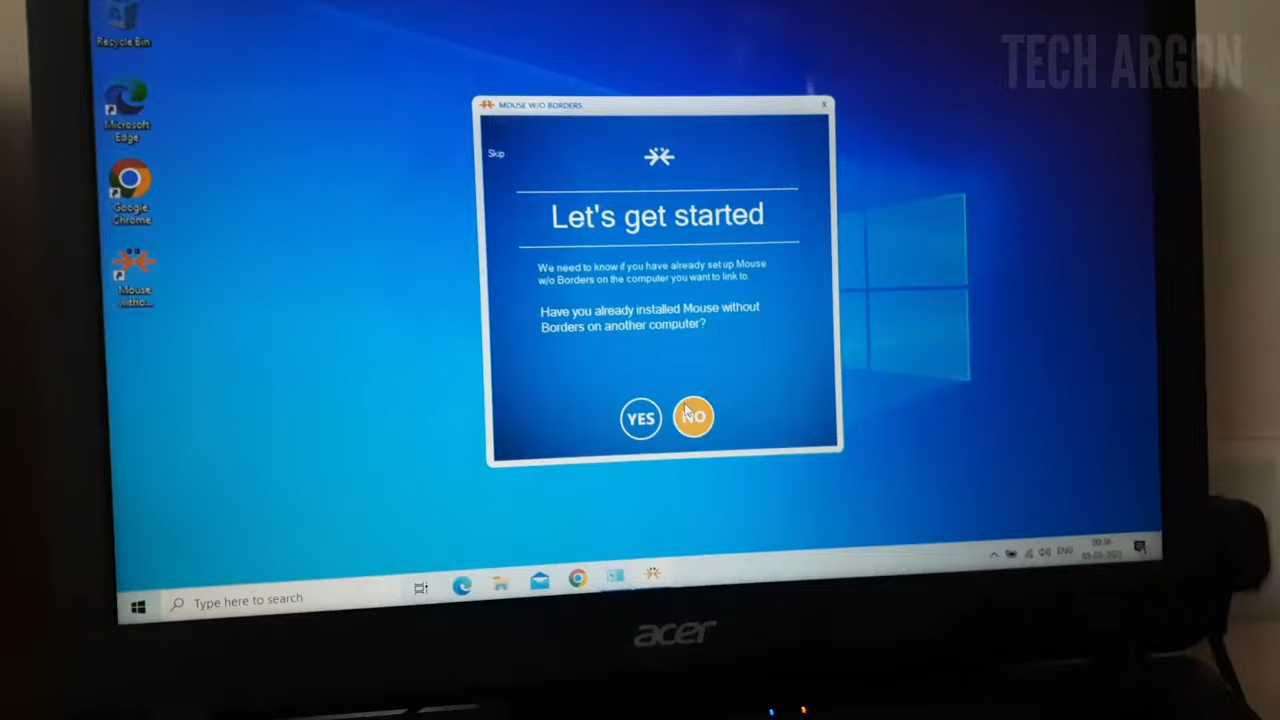 TECH ARGON
Recycle Bin
Microsoft
Edge
Google
Chrome
Mouse
witho...
MOUSE W/O BORDERS
X
Skip
Let's get started
We need to know if you have already set up Mouse
w/o Borders on the computer you want to link to.
Have you already installed Mouse without
Borders on another computer?
YES
NO
Type here to search
ENG
acer